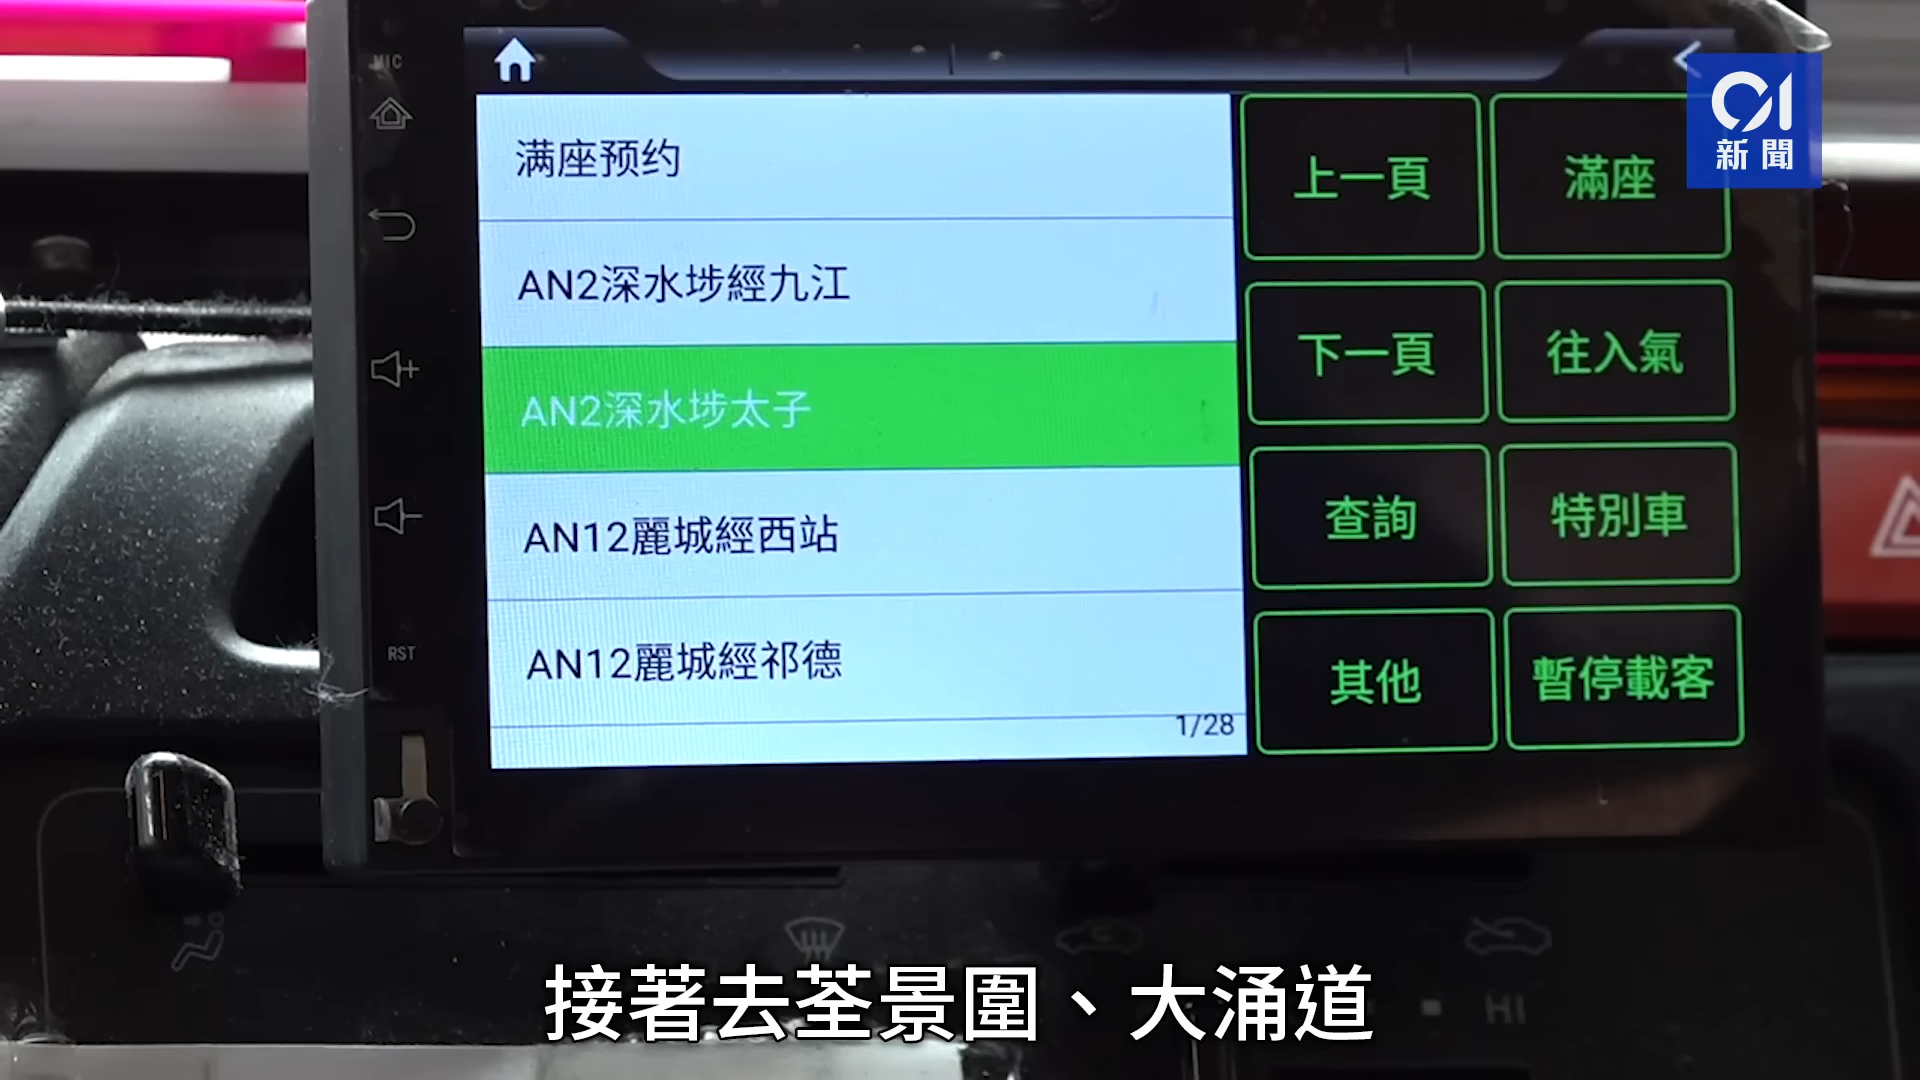 MIC
01
新聞
满座预约
AN2深水埗經九江
AN2深水埗太子
AN12麗城經西站
AN12麗城經祁德
1/28
上一頁
滿座
下一頁
往入氣
查詢
特別車
其他
暫停載客
RST
HI
接著去荃景圍、大涌道